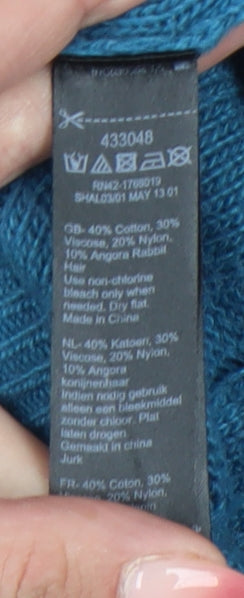 433048
RN42-1768019
SHAL03/01 MAY 13 01
GB- 40% Cotton, 30%
Viscose, 20% Nylon,
10% Angora Rabbit
Hair
Use non-chlorine
bleach only when
needed. Dry flat.
Made in China
NL- 40% Katoen, 30%
Viscose, 20% Nylon,
10% Angora
konijnenhaar
Indien nodig gebruik
alleen een bleekmiddel
zonder chloor. Plat
laten drogen
Gemaakt in china
Jurk
FR- 40% Coton, 30%
Viscose, 20% Nylon,